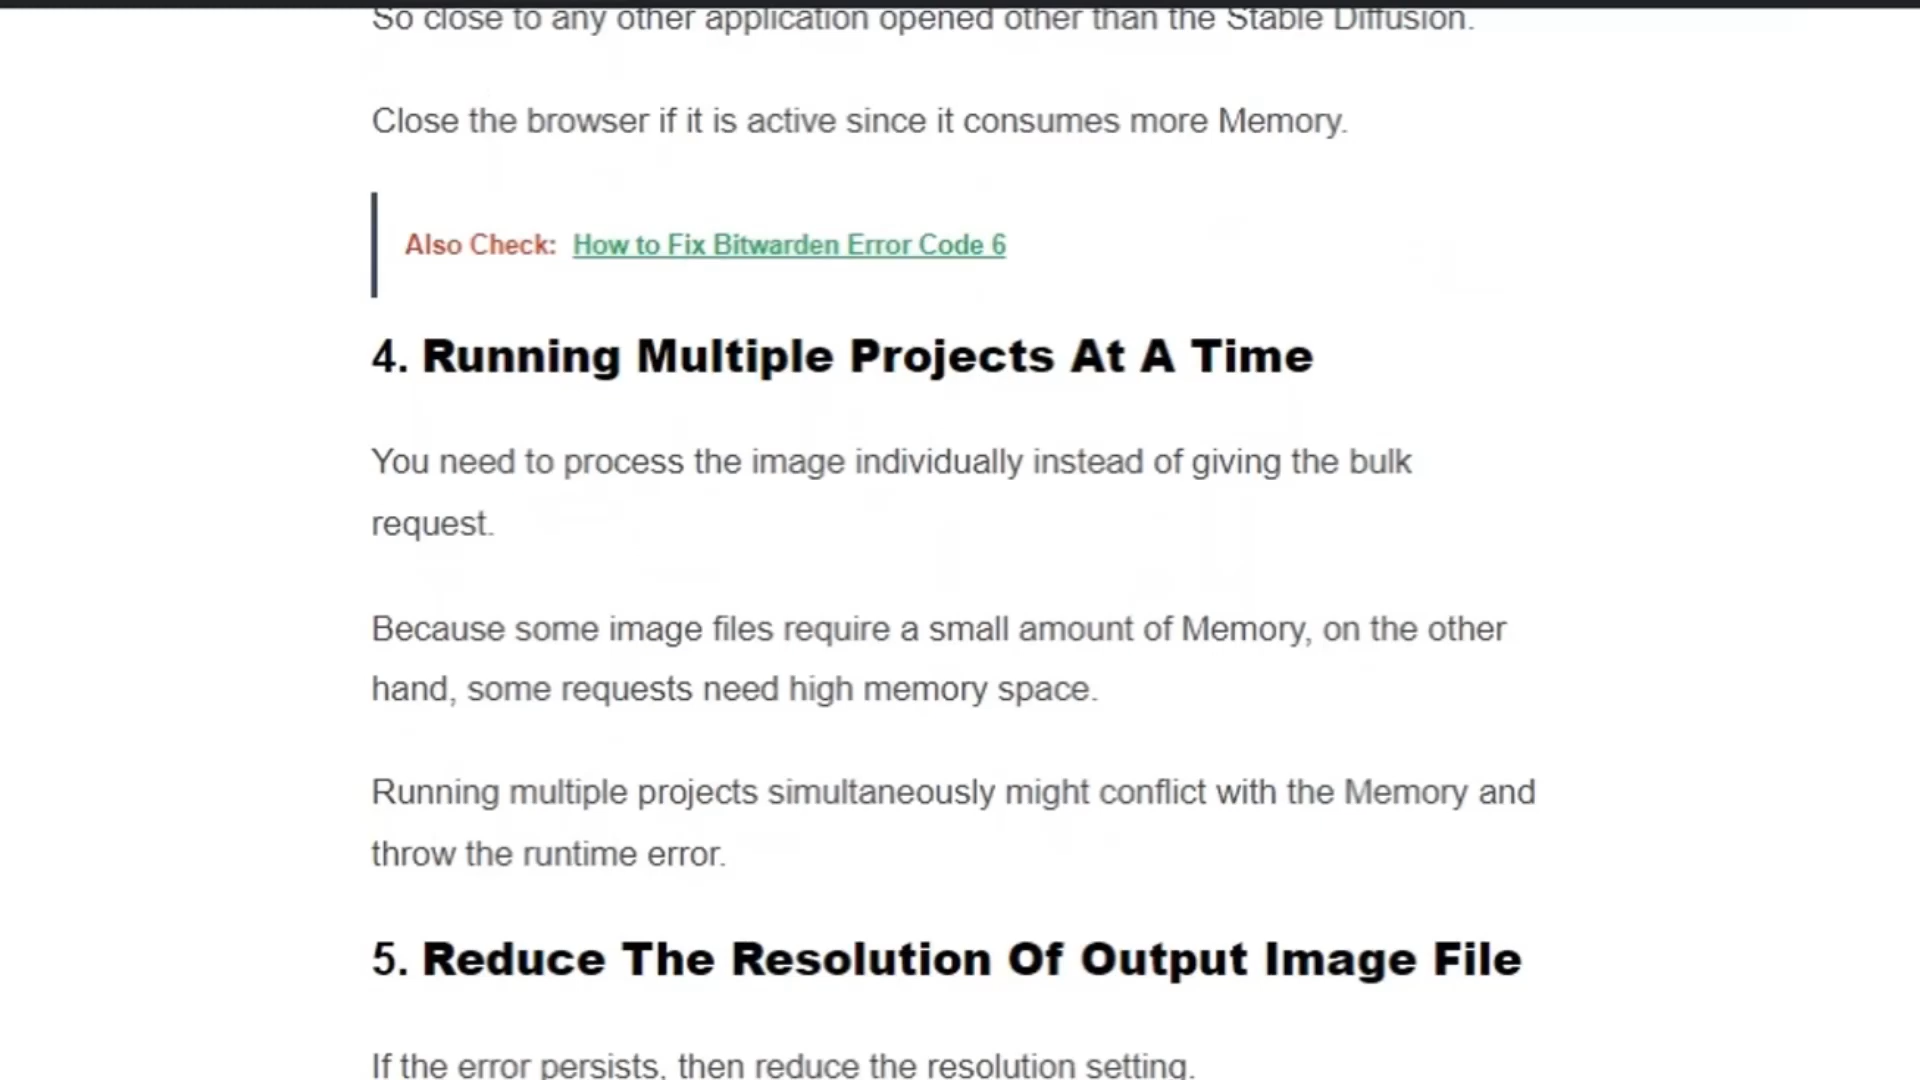 So close to any other application opened other than the Stable Diffusion.
Close the browser if it is active since it consumes more Memory.
Also Check: How to Fix Bitwarden Error Code 6
4. Running Multiple Projects At A Time
You need to process the image individually instead of giving the bulk
request.
Because some image files require a small amount of Memory, on the other
hand, some requests need high memory space.
Running multiple projects simultaneously might conflict with the Memory and
throw the runtime error.
5. Reduce The Resolution Of Output Image File
If the error persists, then reduce the resolution setting.